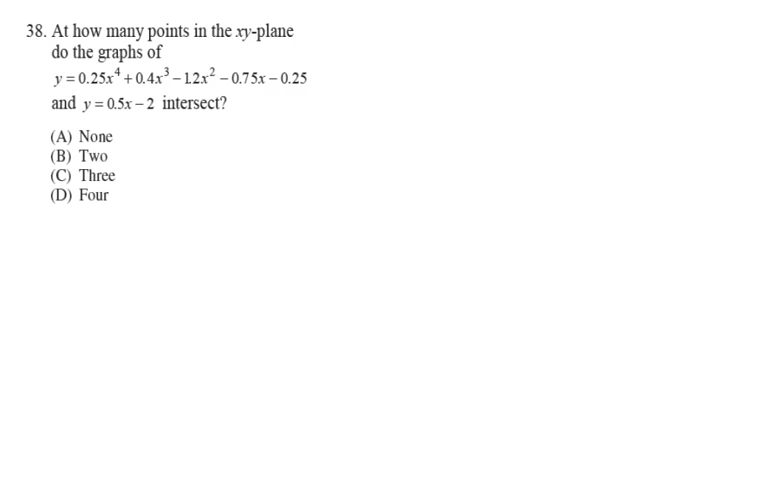 38. At how many points in the xy-plane
do the graphs of
y = 0.25x⁴ + 0.4x³ – 1.2x² – 0.75x – 0.25
and y = 0.5x – 2 intersect?
(A) None
(B) Two
(C) Three
(D) Four